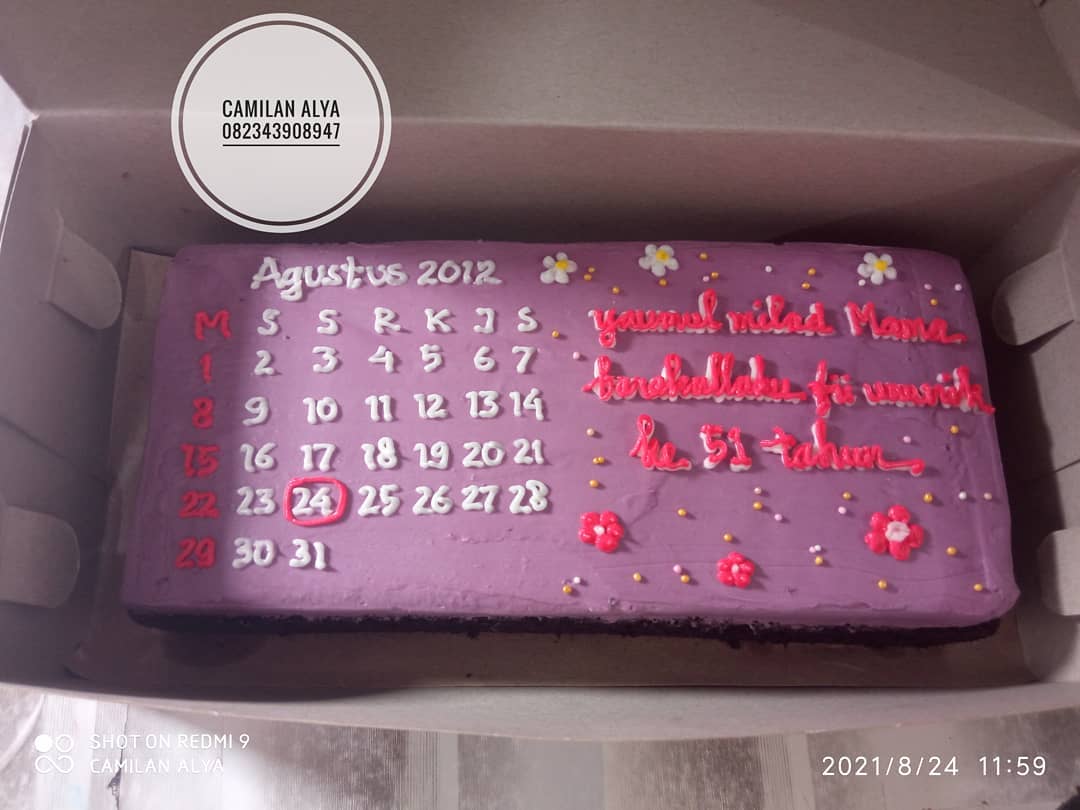 CAMILAN ALYA
082343908947
Agustus 2012
M S S R K J S
1 2 3 4 5 6 7
8 9 10 11 12 13 14
15 16 17 18 19 20 21
22 23 24 25 26 27 28
29 30 31
yaumul milad Mama
barakallahu fii umrik
ke 51 tahun
SHOT ON REDMI 9
CAMILAN ALYA
2021/8/24 11:59